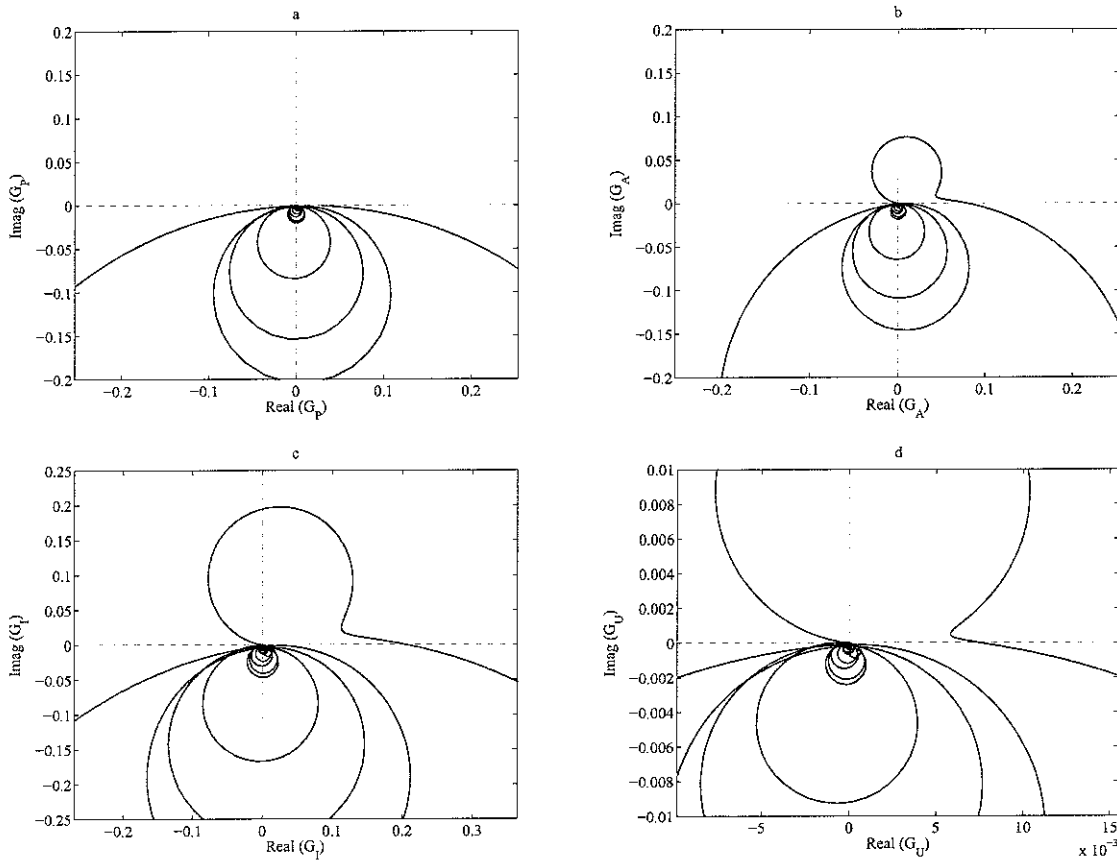 a
0.2
0.15
0.1
0.05
0
−0.05
−0.1
−0.15
−0.2
Imag (G_P)
−0.2 −0.1 0 0.1 0.2
Real (G_P)
b
0.2
0.15
0.1
0.05
0
−0.05
−0.1
−0.15
−0.2
Imag (G_A)
−0.2 −0.1 0 0.1 0.2
Real (G_A)
c
0.25
0.2
0.15
0.1
0.05
0
−0.05
−0.1
−0.15
−0.2
−0.25
Imag (G_I)
−0.2 −0.1 0 0.1 0.2 0.3
Real (G_I)
d
0.01
0.008
0.006
0.004
0.002
0
−0.002
−0.004
−0.006
−0.008
−0.01
Imag (G_U)
−5 0 5 10 15
Real (G_U)
x 10⁻³